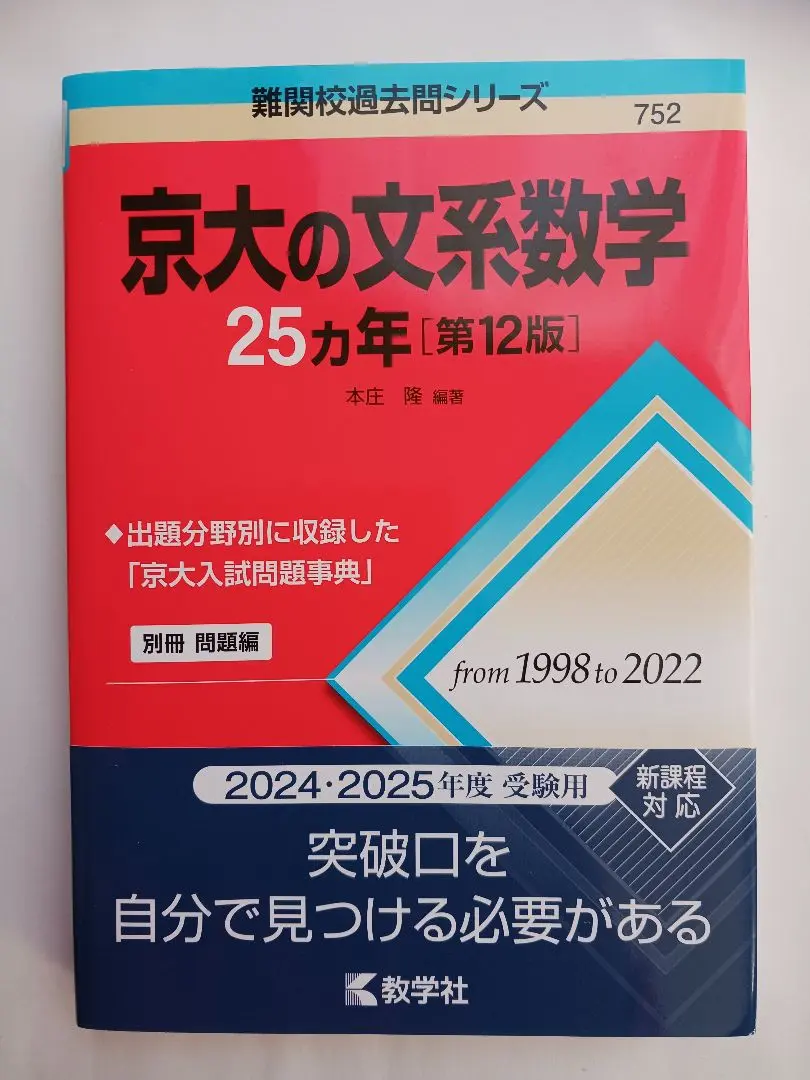 難関校過去問シリーズ
752
京大の文系数学
25カ年[第12版]
本庄 隆 編著
◆出題分野別に収録した
「京大入試問題事典」
別冊 問題編
from 1998 to 2022
2024・2025年度 受験用
新課程
対応
突破口を
自分で見つける必要がある
教学社